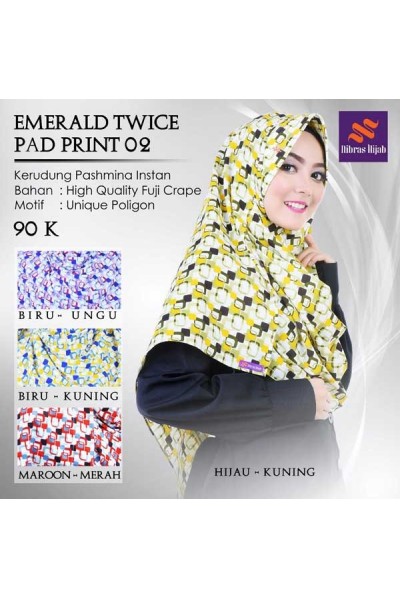 EMERALD TWICE
PAD PRINT 02
Kerudung Pashmina Instan
Bahan : High Quality Fuji Crape
Motif : Unique Poligon
90 K
Nibras Hijab
BIRU- UNGU
BIRU - KUNING
MAROON - MERAH
HIJAU - KUNING